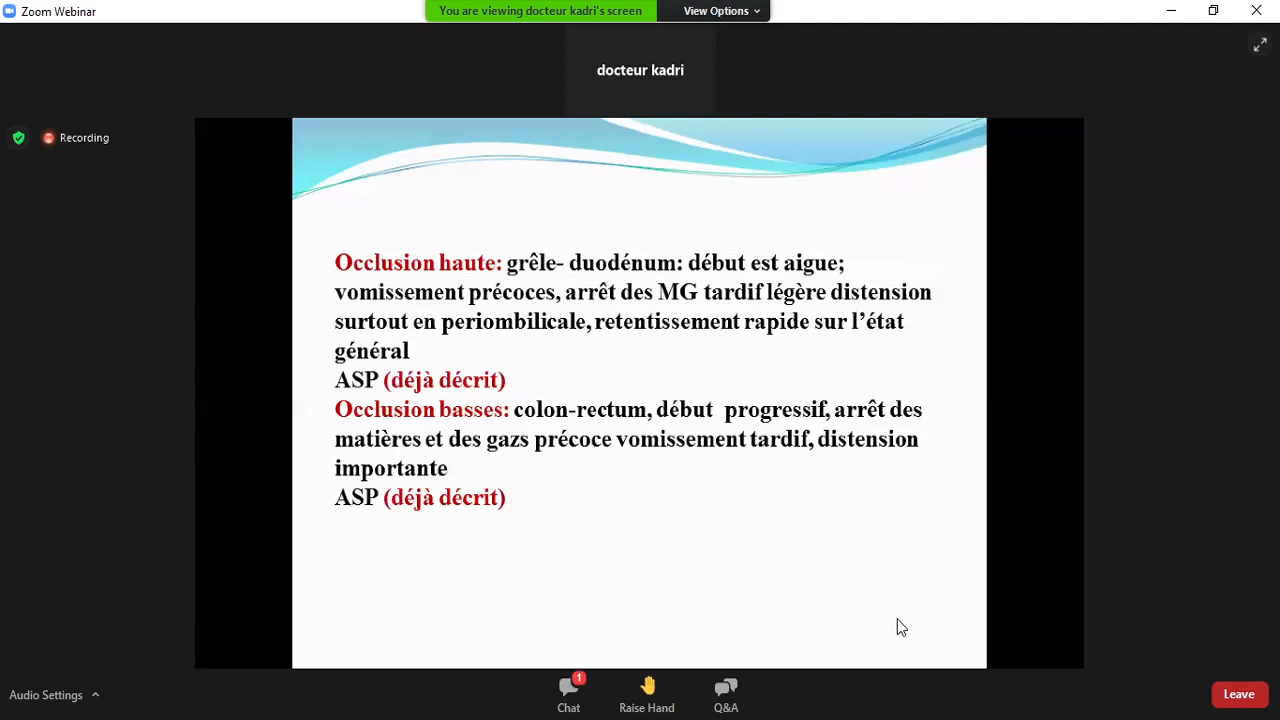 Zoom Webinar
You are viewing docteur kadri's screen
View Options
docteur kadri
Recording
Occlusion haute: grêle- duodénum: début est aigue;
vomissement précoces, arrêt des MG tardif légère distension
surtout en periombilicale, retentissement rapide sur l’état
général
ASP (déjà décrit)
Occlusion basses: colon-rectum, début progressif, arrêt des
matières et des gazs précoce vomissement tardif, distension
importante
ASP (déjà décrit)
Audio Settings
1
Chat
Raise Hand
Q&A
Leave